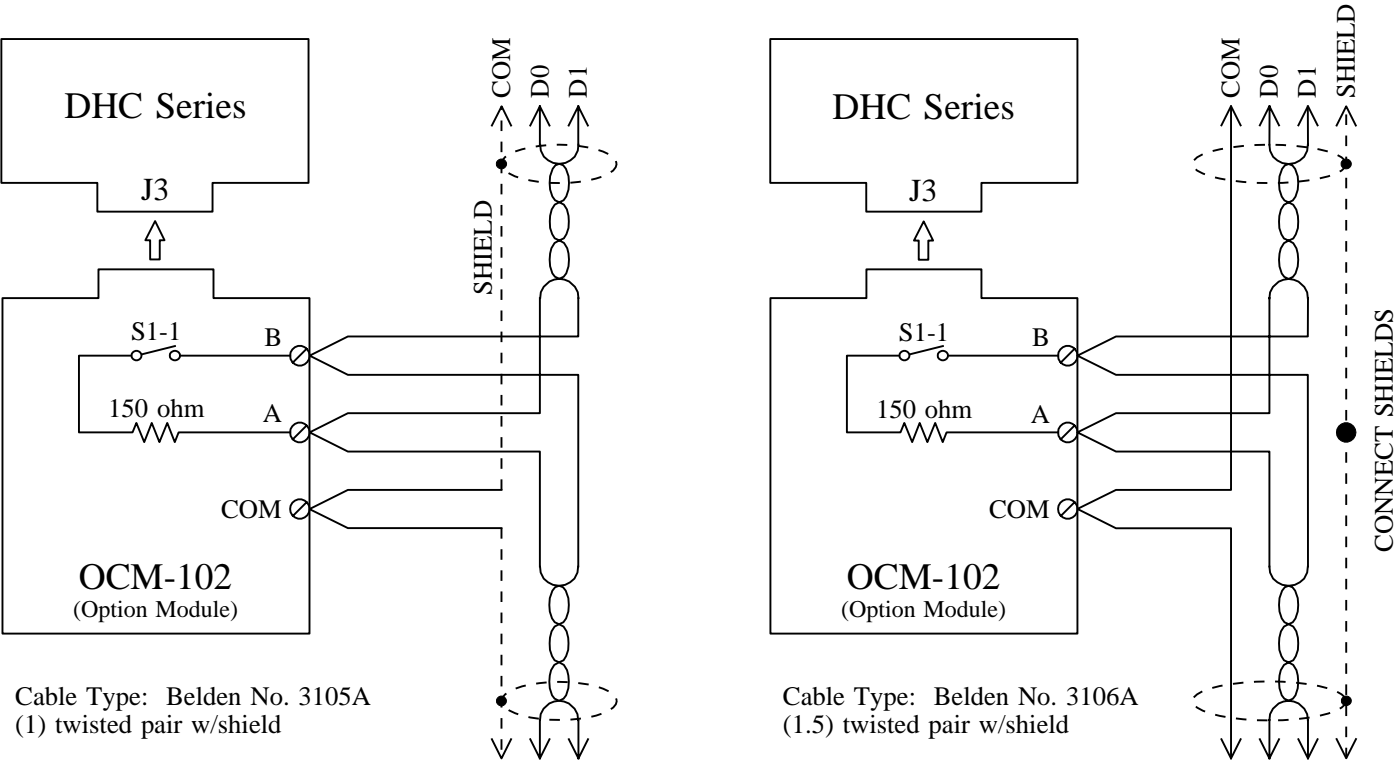 DHC Series
J3
COM
D0
D1
SHIELD
S1-1
B
150 ohm
A
COM
OCM-102
(Option Module)
Cable Type: Belden No. 3105A
(1) twisted pair w/shield
DHC Series
J3
COM
D0
D1
SHIELD
S1-1
B
150 ohm
A
COM
CONNECT SHIELDS
OCM-102
(Option Module)
Cable Type: Belden No. 3106A
(1.5) twisted pair w/shield